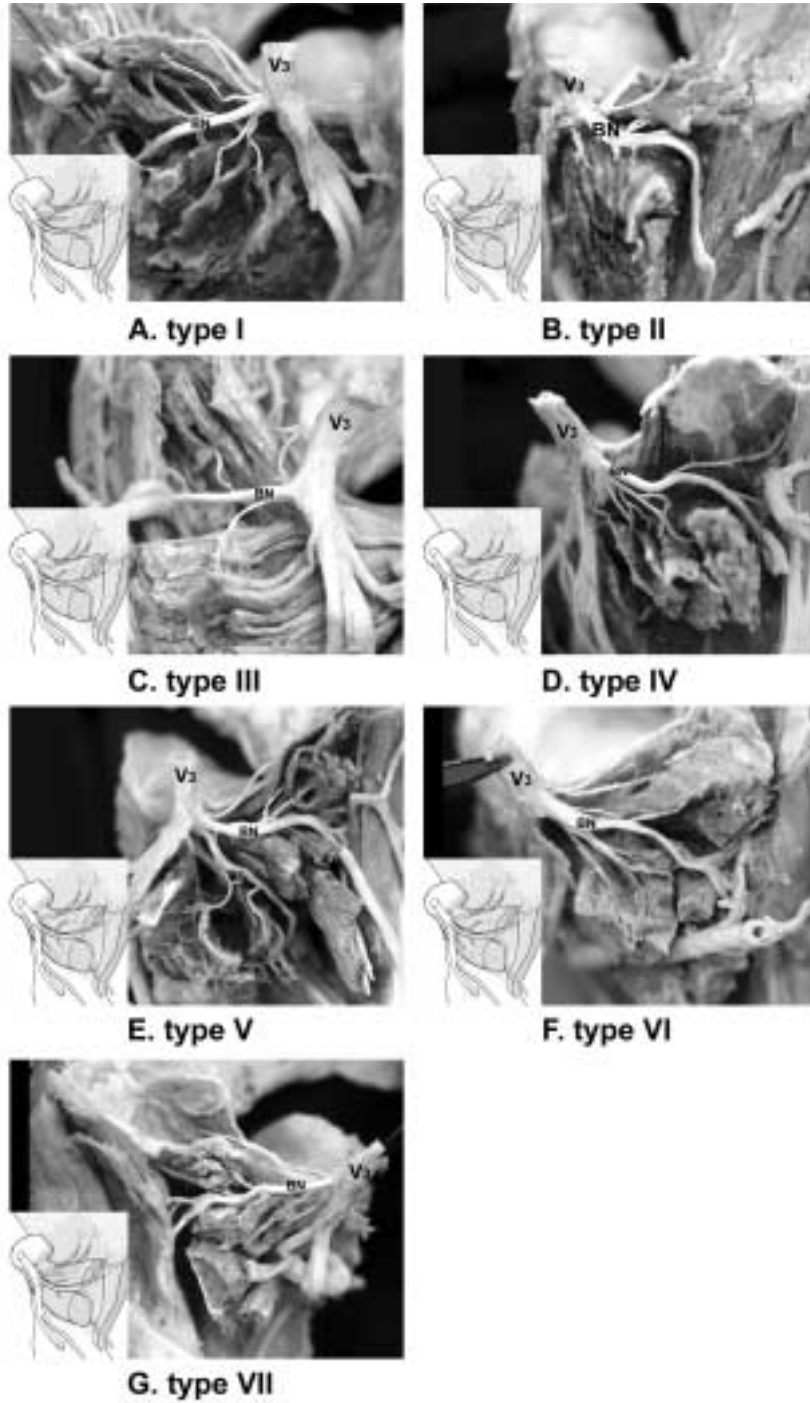 V3
BN
V3
BN
A. type I
B. type II
V3
BN
V3
BN
C. type III
D. type IV
V3
BN
V3
BN
E. type V
F. type VI
V3
BN
G. type VII